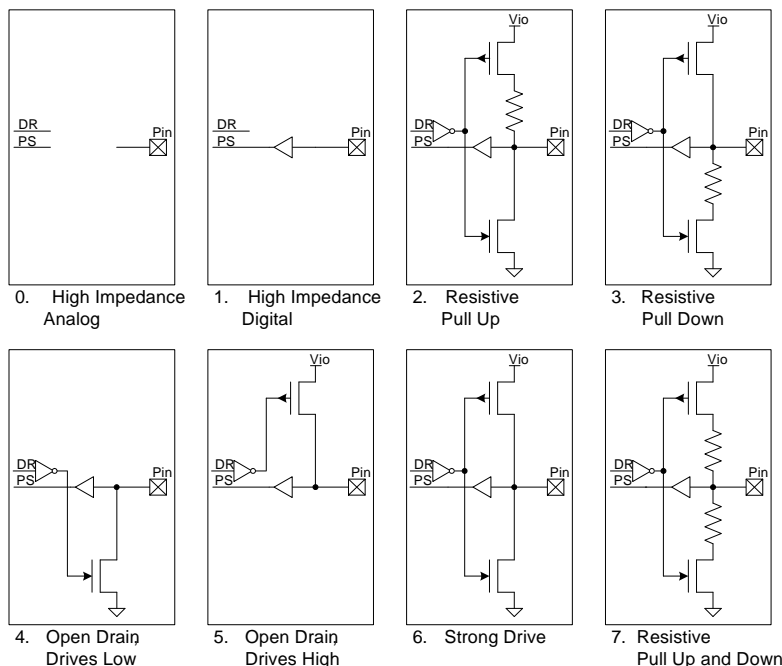 Vio
Vio
DR
PS
Pin
DR
PS
Pin
DR
PS
Pin
DR
PS
Pin
0. High Impedance
Analog
1. High Impedance
Digital
2. Resistive
Pull Up
3. Resistive
Pull Down
Vio
Vio
Vio
DR
PS
Pin
DR
PS
Pin
DR
PS
Pin
DR
PS
Pin
4. Open Drain,
Drives Low
5. Open Drain,
Drives High
6. Strong Drive
7. Resistive
Pull Up and Down